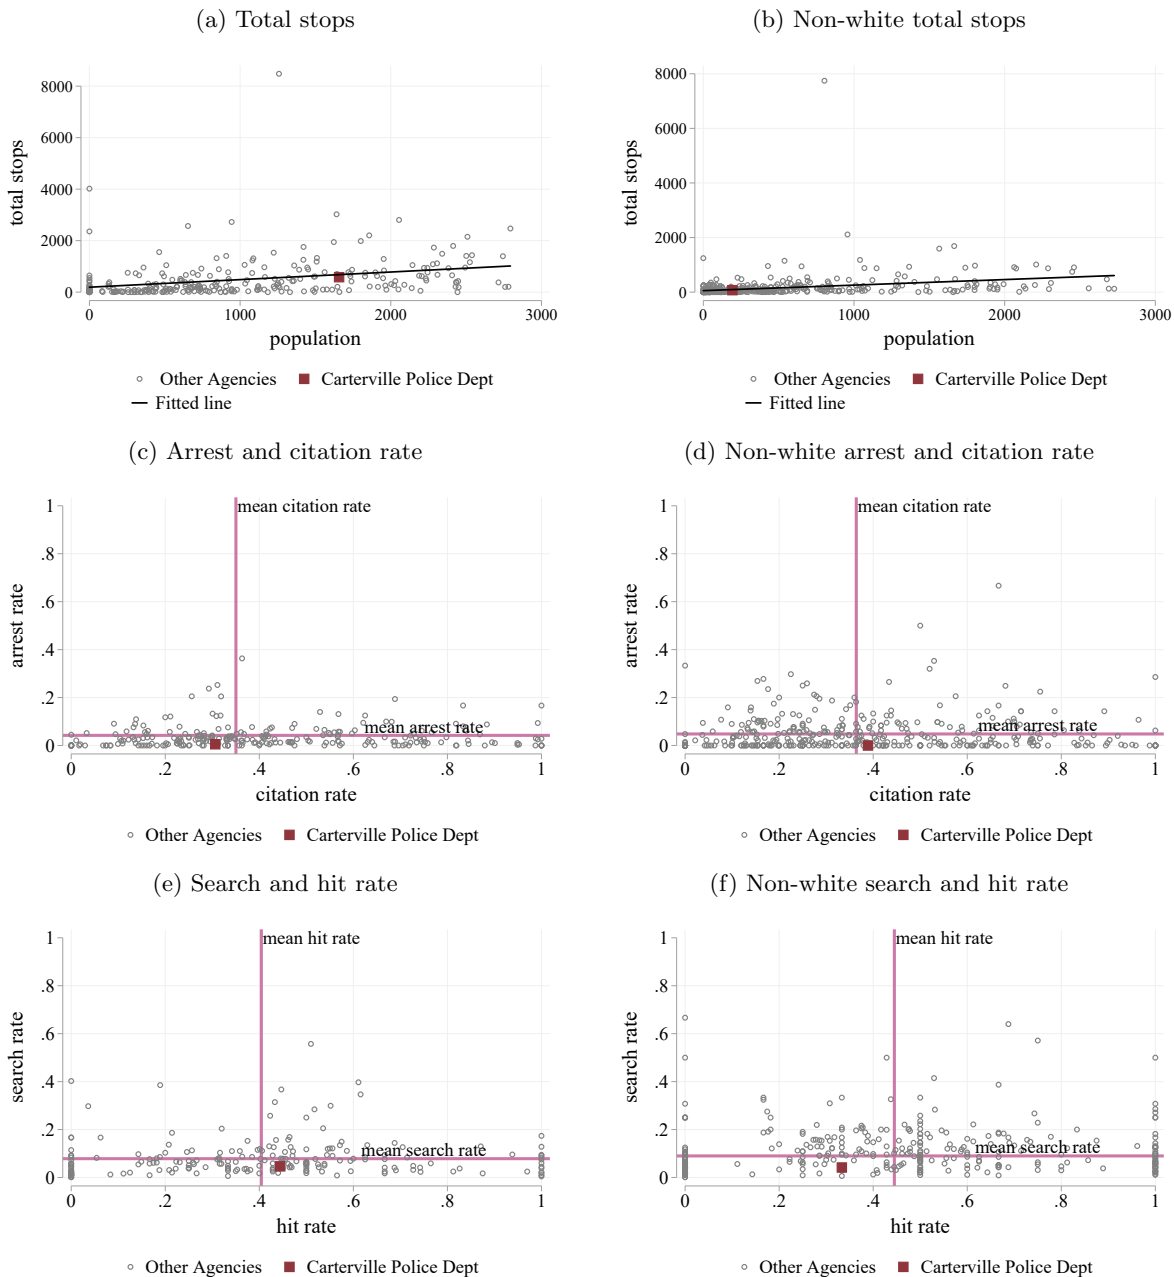 (a) Total stops
(b) Non-white total stops
8000
6000
4000
2000
0
total stops
0 1000 2000 3000
population
Other Agencies Carterville Police Dept
Fitted line
8000
6000
4000
2000
0
total stops
0 1000 2000 3000
population
Other Agencies Carterville Police Dept
Fitted line
(c) Arrest and citation rate
(d) Non-white arrest and citation rate
1
.8
.6
.4
.2
0
arrest rate
mean citation rate
mean arrest rate
0 .2 .4 .6 .8 1
citation rate
Other Agencies Carterville Police Dept
1
.8
.6
.4
.2
0
arrest rate
mean citation rate
mean arrest rate
0 .2 .4 .6 .8 1
citation rate
Other Agencies Carterville Police Dept
(e) Search and hit rate
(f) Non-white search and hit rate
1
.8
.6
.4
.2
0
search rate
mean hit rate
mean search rate
0 .2 .4 .6 .8 1
hit rate
Other Agencies Carterville Police Dept
1
.8
.6
.4
.2
0
search rate
mean hit rate
mean search rate
0 .2 .4 .6 .8 1
hit rate
Other Agencies Carterville Police Dept